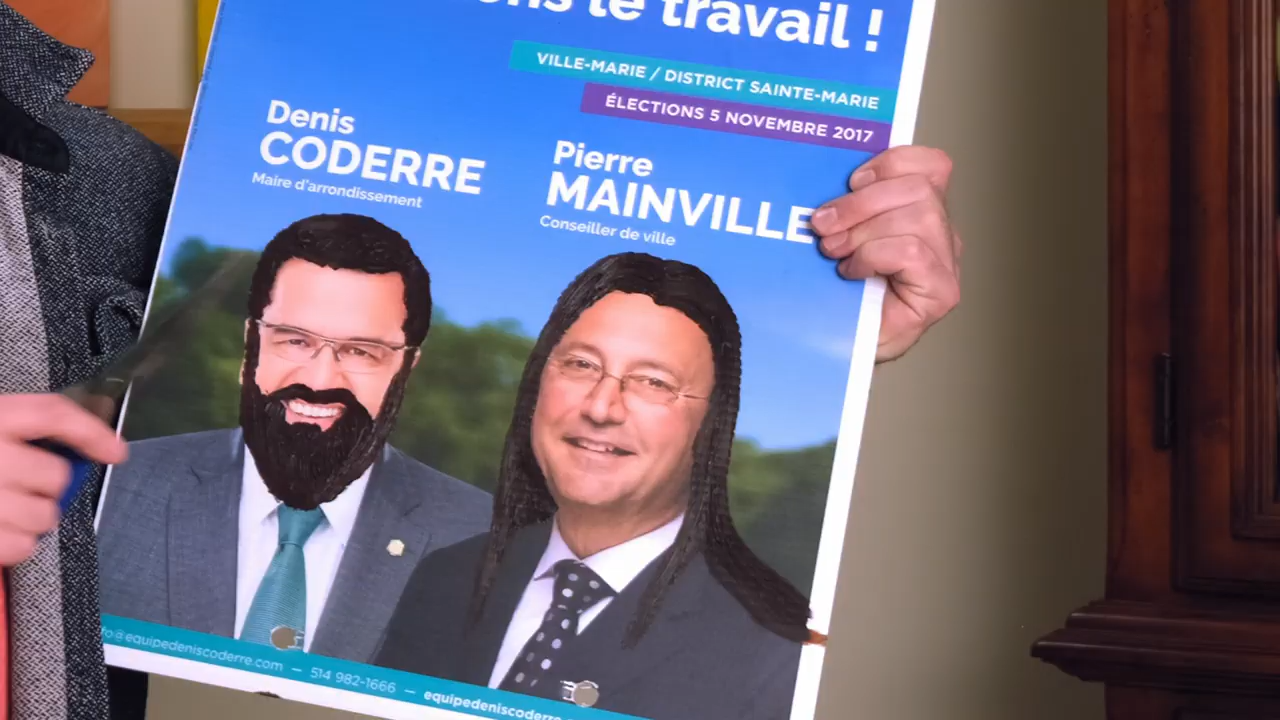 le travail !
VILLE-MARIE / DISTRICT SAINTE-MARIE
ÉLECTIONS 5 NOVEMBRE 2017
Denis
CODERRE
Maire d'arrondissement
Pierre
MAINVILLE
Conseiller de ville
@equipedeniscoderre.com — 514 982-1666 — equipedeniscoderre